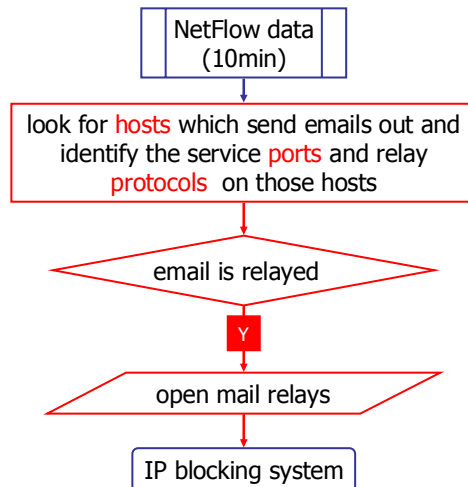 NetFlow data
(10min)
look for hosts which send emails out and
identify the service ports and relay
protocols on those hosts
email is relayed
Y
open mail relays
IP blocking system